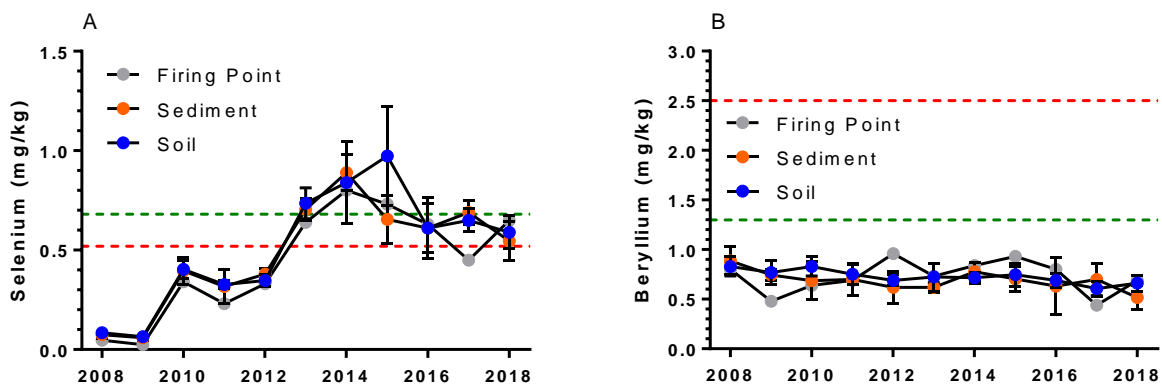 A
Selenium (mg/kg)
1.5
1.0
0.5
0.0
Firing Point
Sediment
Soil
2008 2010 2012 2014 2016 2018
B
Beryllium (mg/kg)
3.0
2.5
2.0
1.5
1.0
0.5
0.0
Firing Point
Sediment
Soil
2008 2010 2012 2014 2016 2018